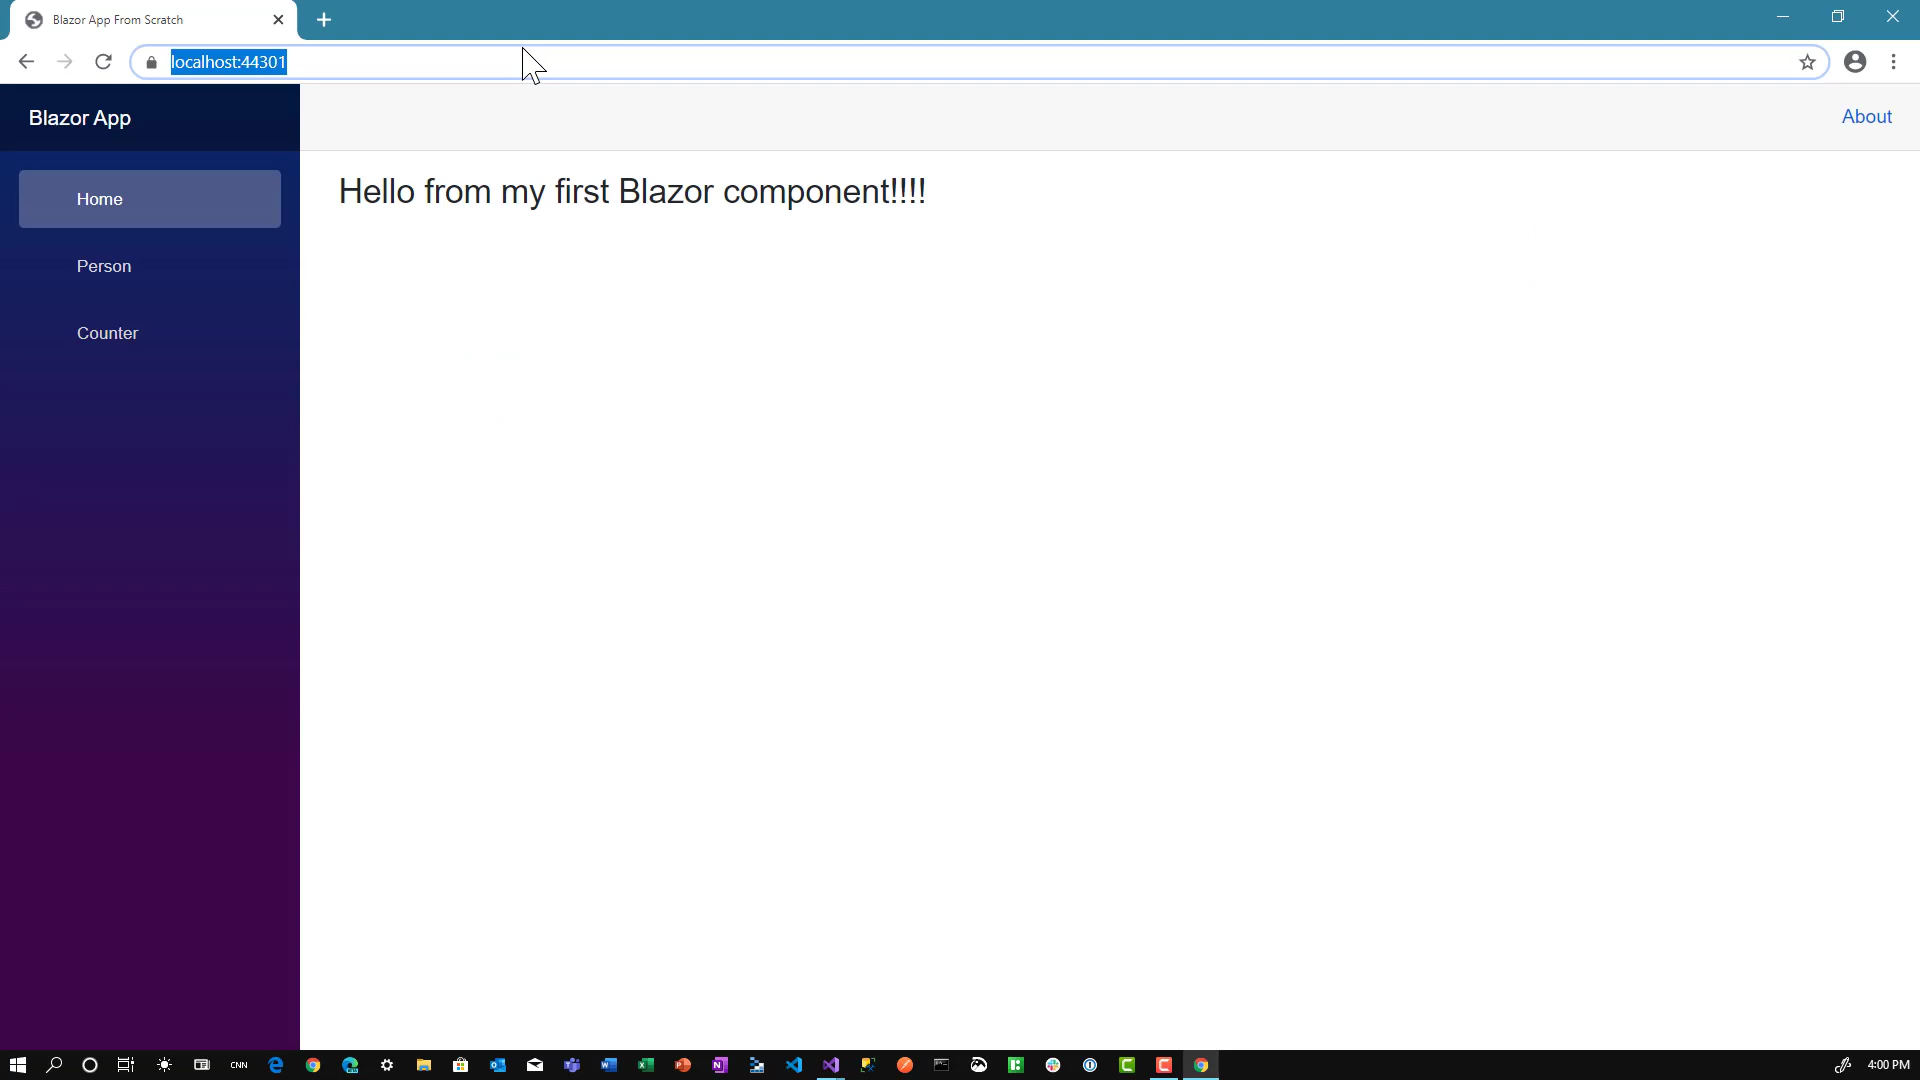 Blazor App From Scratch
localhost:44301
Blazor App
About
Home
Hello from my first Blazor component!!!!
Person
Counter
CNN
4:00 PM